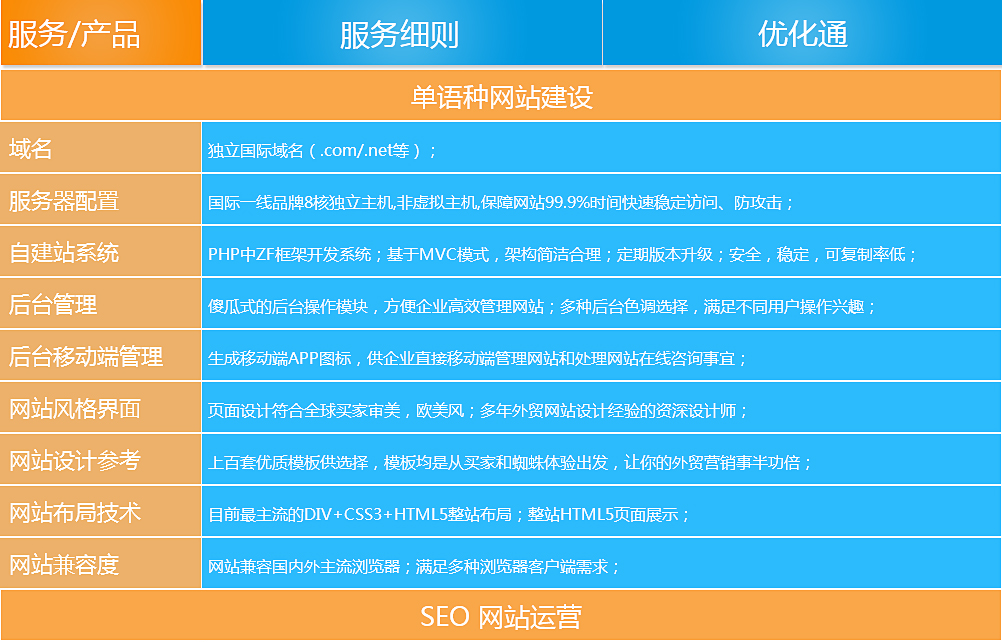 服务/产品 服务细则 优化通
单语种网站建设
域名 独立国际域名（.com/.net等）；
服务器配置 国际一线品牌8核独立主机,非虚拟主机,保障网站99.9%时间快速稳定访问、防攻击；
自建站系统 PHP中ZF框架开发系统；基于MVC模式，架构简洁合理；定期版本升级；安全，稳定，可复制率低；
后台管理 傻瓜式的后台操作模块，方便企业高效管理网站；多种后台色调选择，满足不同用户操作兴趣；
后台移动端管理 生成移动端APP图标，供企业直接移动端管理网站和处理网站在线咨询事宜；
网站风格界面 页面设计符合全球买家审美，欧美风；多年外贸网站设计经验的资深设计师；
网站设计参考 上百套优质模板供选择，模板均是从买家和蜘蛛体验出发，让你的外贸营销事半功倍；
网站布局技术 目前最主流的DIV+CSS3+HTML5整站布局；整站HTML5页面展示；
网站兼容度 网站兼容国内外主流浏览器；满足多种浏览器客户端需求；
SEO 网站运营